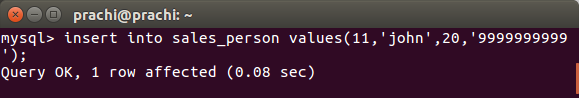 prachi@prachi: ~
mysql> insert into sales_person values(11,'john',20,'9999999999
');
Query OK, 1 row affected (0.08 sec)